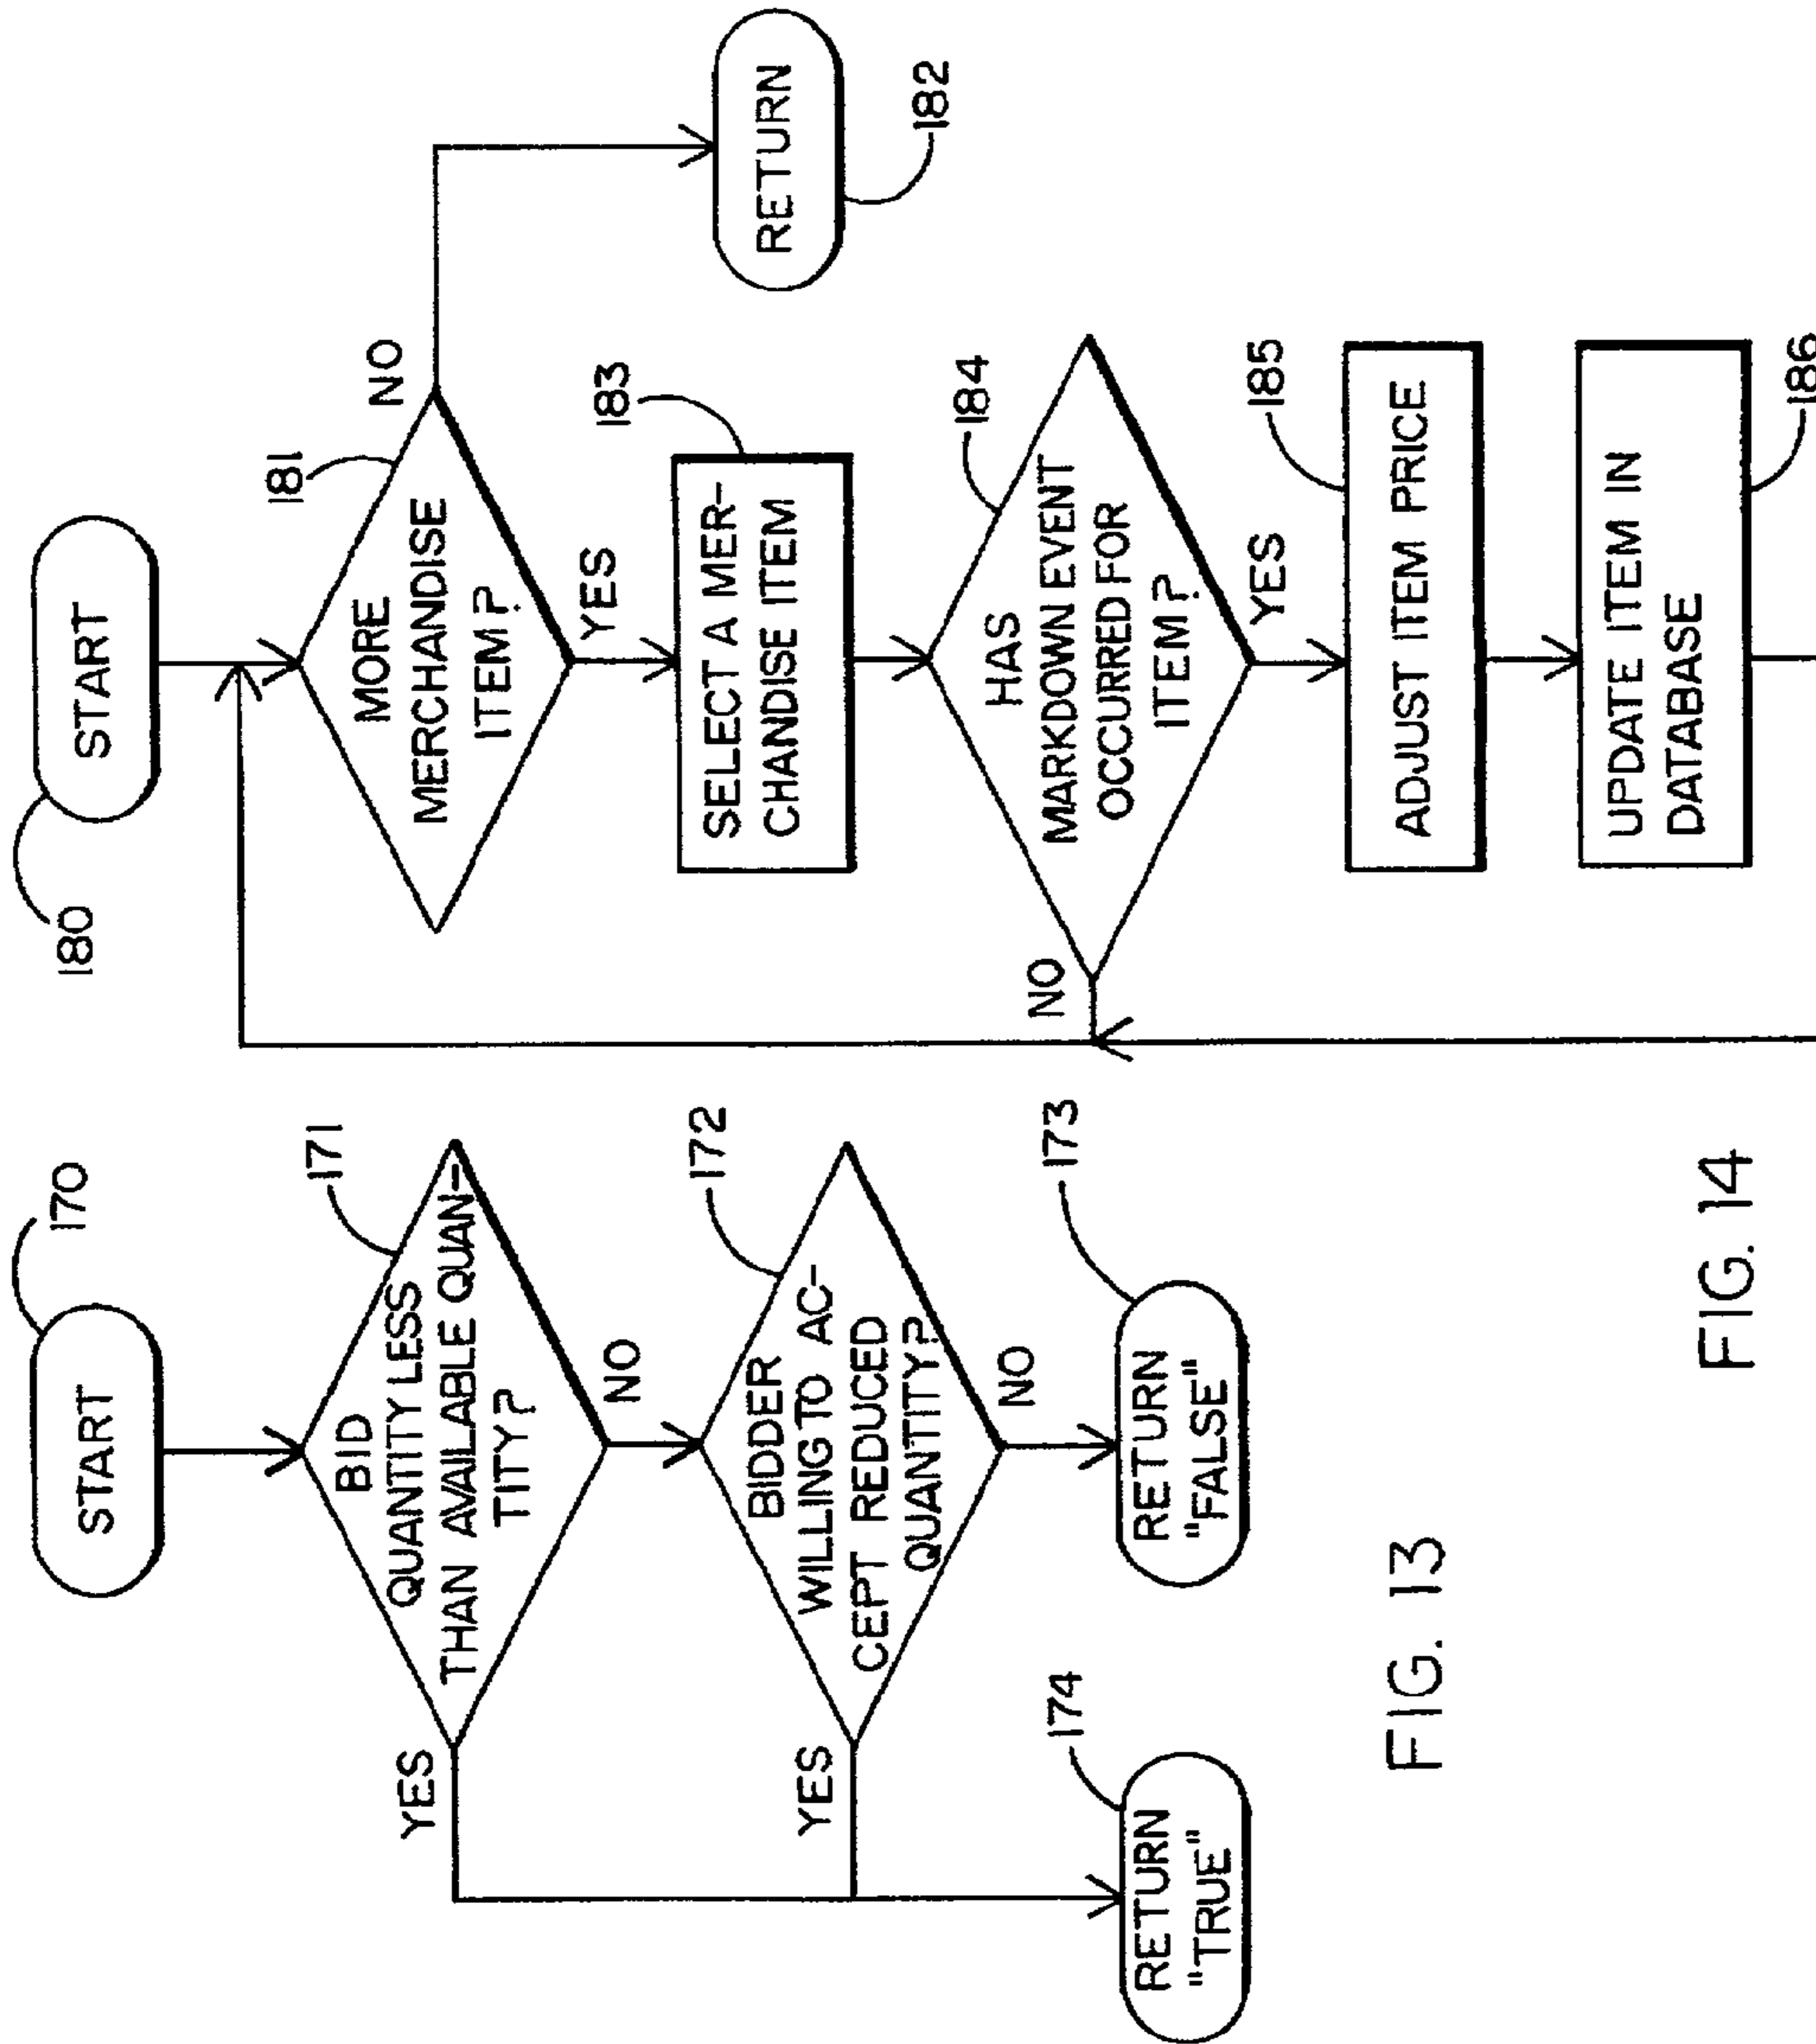 170
START
171
BID
QUANTITY LESS
THAN AVAILABLE QUAN-
TITY?
YES
NO
172
BIDDER
WILLING TO AC-
CEPT REDUCED
QUANTITY?
YES
NO
174
RETURN
"TRUE"
173
RETURN
"FALSE"
FIG. 13
180
START
181
MORE
MERCHANDISE
ITEM?
NO
YES
RETURN
182
183
SELECT A MER-
CHANDISE ITEM
184
HAS
MARKDOWN EVENT
OCCURRED FOR
ITEM?
NO
YES
185
ADJUST ITEM PRICE
UPDATE ITEM IN
DATABASE
186
FIG. 14